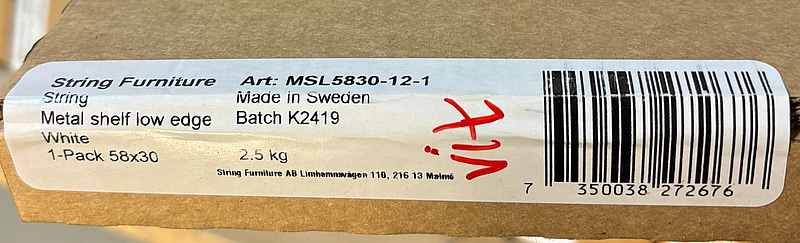 String Furniture Art: MSL5830-12-1
String Made in Sweden
Metal shelf low edge Batch K2419
White
1-Pack 58x30 2.5 kg
String Furniture AB Limhamnsvägen 110, 216 13 Malmö
vit
7 350038 272676